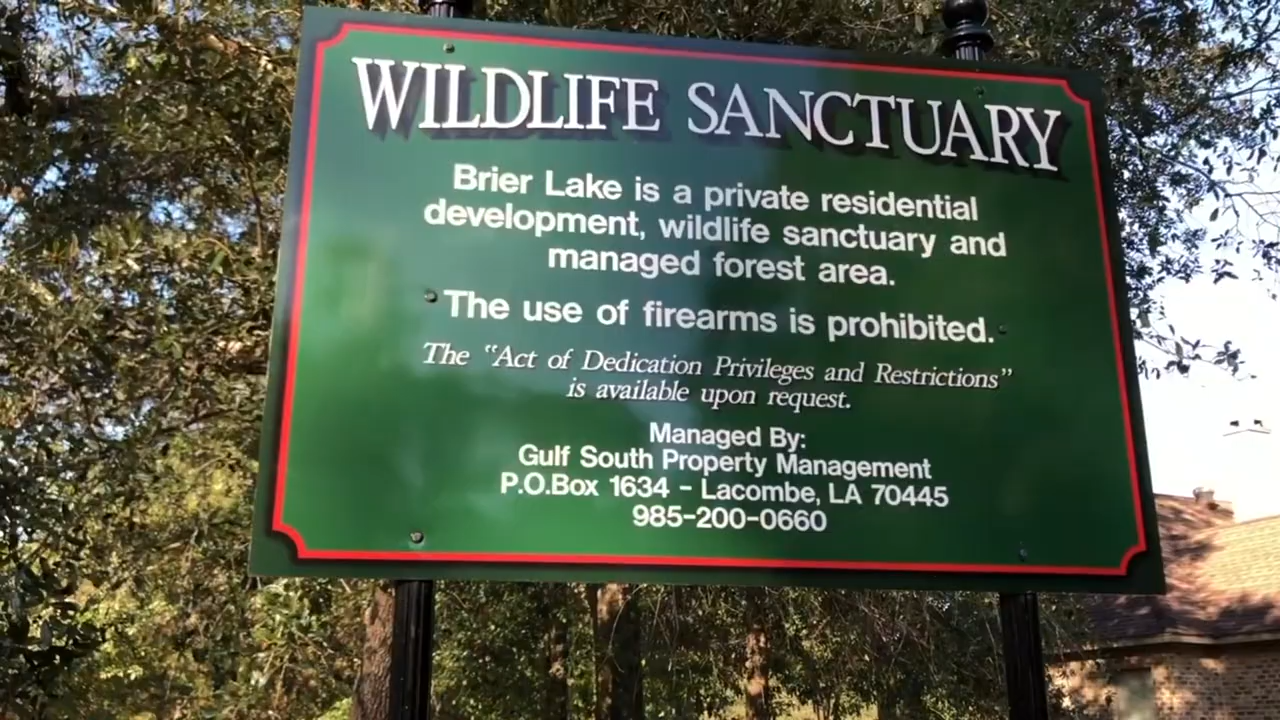 WILDLIFE SANCTUARY
Brier Lake is a private residential
development, wildlife sanctuary and
managed forest area.
The use of firearms is prohibited.
The "Act of Dedication Privileges and Restrictions"
is available upon request.
Managed By:
Gulf South Property Management
P.O.Box 1634 - Lacombe, LA 70445
985-200-0660